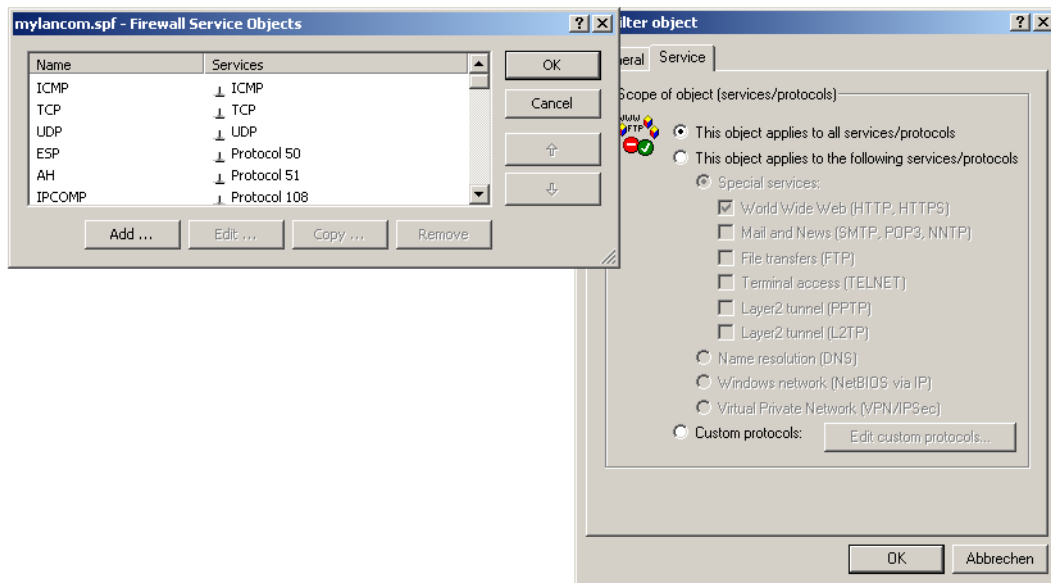 mylancom.spf - Firewall Service Objects
Name Services
ICMP ICMP
TCP TCP
UDP UDP
ESP Protocol 50
AH Protocol 51
IPCOMP Protocol 108
OK
Cancel
Add ...
Edit ...
Copy ...
Remove
ilter object
neral
Service
Scope of object (services/protocols)
WWW
FTP
This object applies to all services/protocols
This object applies to the following services/protocols
Special services:
World Wide Web (HTTP, HTTPS)
Mail and News (SMTP, POP3, NNTP)
File transfers (FTP)
Terminal access (TELNET)
Layer2 tunnel (PPTP)
Layer2 tunnel (L2TP)
Name resolution (DNS)
Windows network (NetBIOS via IP)
Virtual Private Network (VPN/IPSec)
Custom protocols:
Edit custom protocols...
OK
Abbrechen